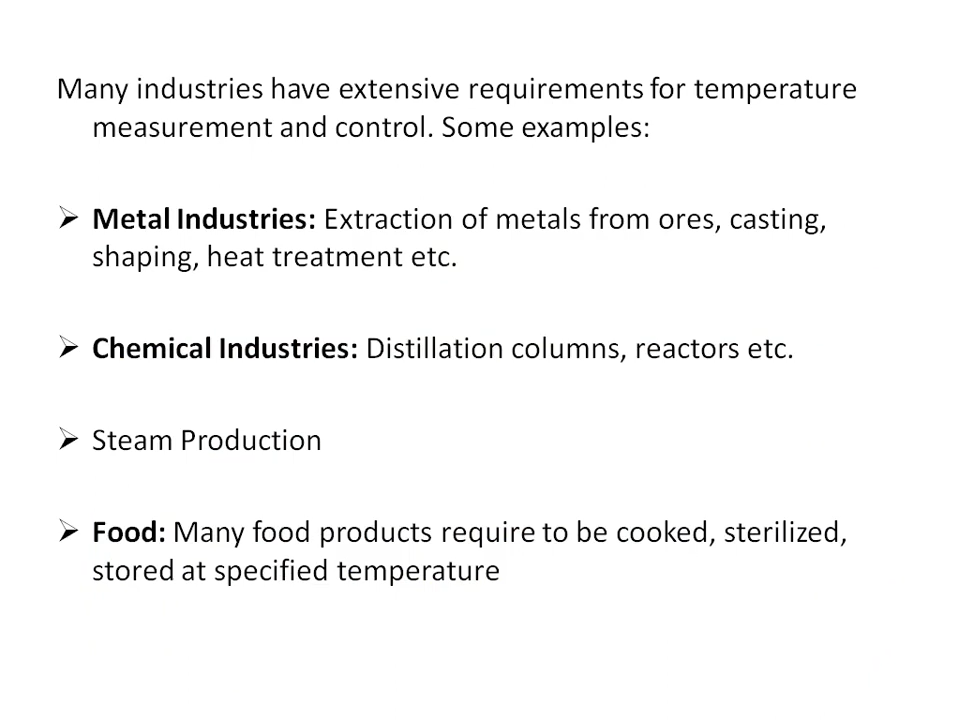 Many industries have extensive requirements for temperature
measurement and control. Some examples:
➢ Metal Industries: Extraction of metals from ores, casting,
shaping, heat treatment etc.
➢ Chemical Industries: Distillation columns, reactors etc.
➢ Steam Production
➢ Food: Many food products require to be cooked, sterilized,
stored at specified temperature